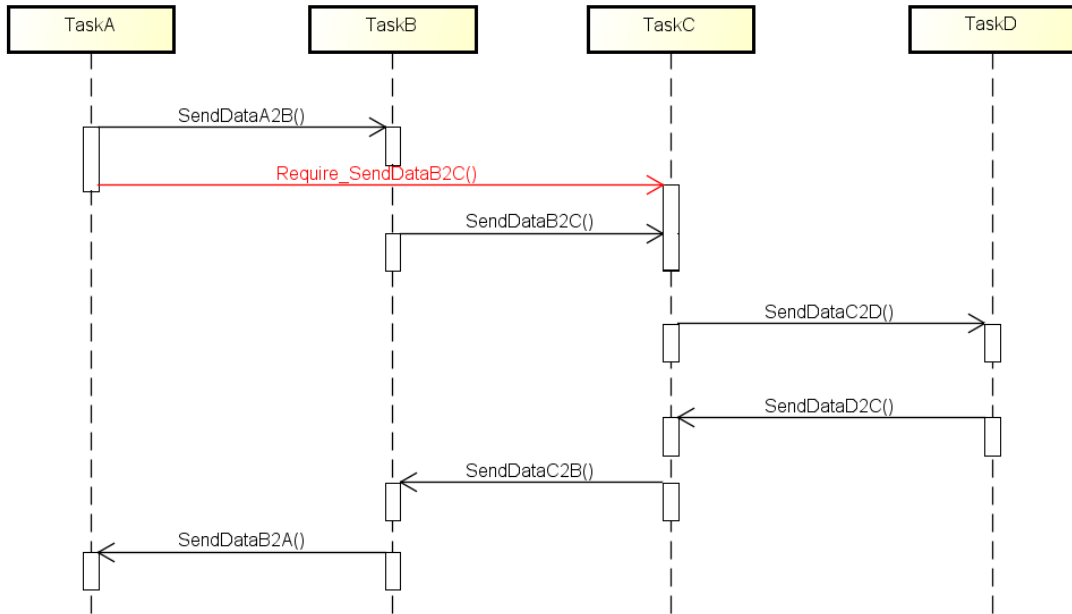 TaskA
TaskB
TaskC
TaskD
SendDataA2B()
Require_SendDataB2C()
SendDataB2C()
SendDataC2D()
SendDataD2C()
SendDataC2B()
SendDataB2A()